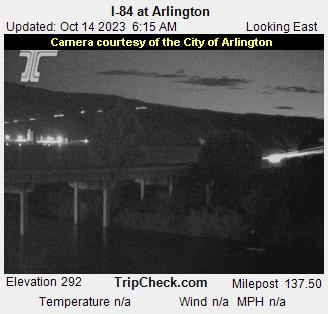 I-84 at Arlington
Updated: Oct 14 2023 6:15 AM Looking East
Camera courtesy of the City of Arlington
Elevation 292 TripCheck.com Milepost 137.50
Temperature n/a Wind n/a MPH n/a